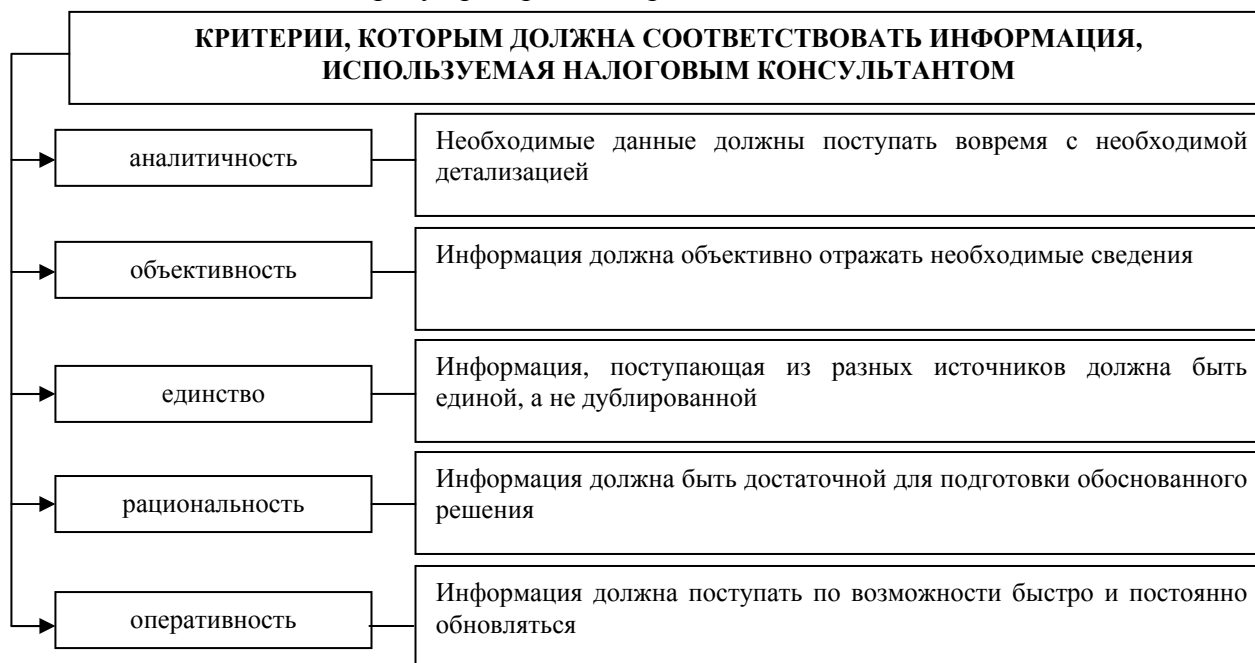 КРИТЕРИИ, КОТОРЫМ ДОЛЖНА СООТВЕТСТВОВАТЬ ИНФОРМАЦИЯ,
ИСПОЛЬЗУЕМАЯ НАЛОГОВЫМ КОНСУЛЬТАНТОМ
аналитичность
Необходимые данные должны поступать вовремя с необходимой
детализацией
объективность
Информация должна объективно отражать необходимые сведения
единство
Информация, поступающая из разных источников должна быть
единой, а не дублированной
рациональность
Информация должна быть достаточной для подготовки обоснованного
решения
оперативность
Информация должна поступать по возможности быстро и постоянно
обновляться